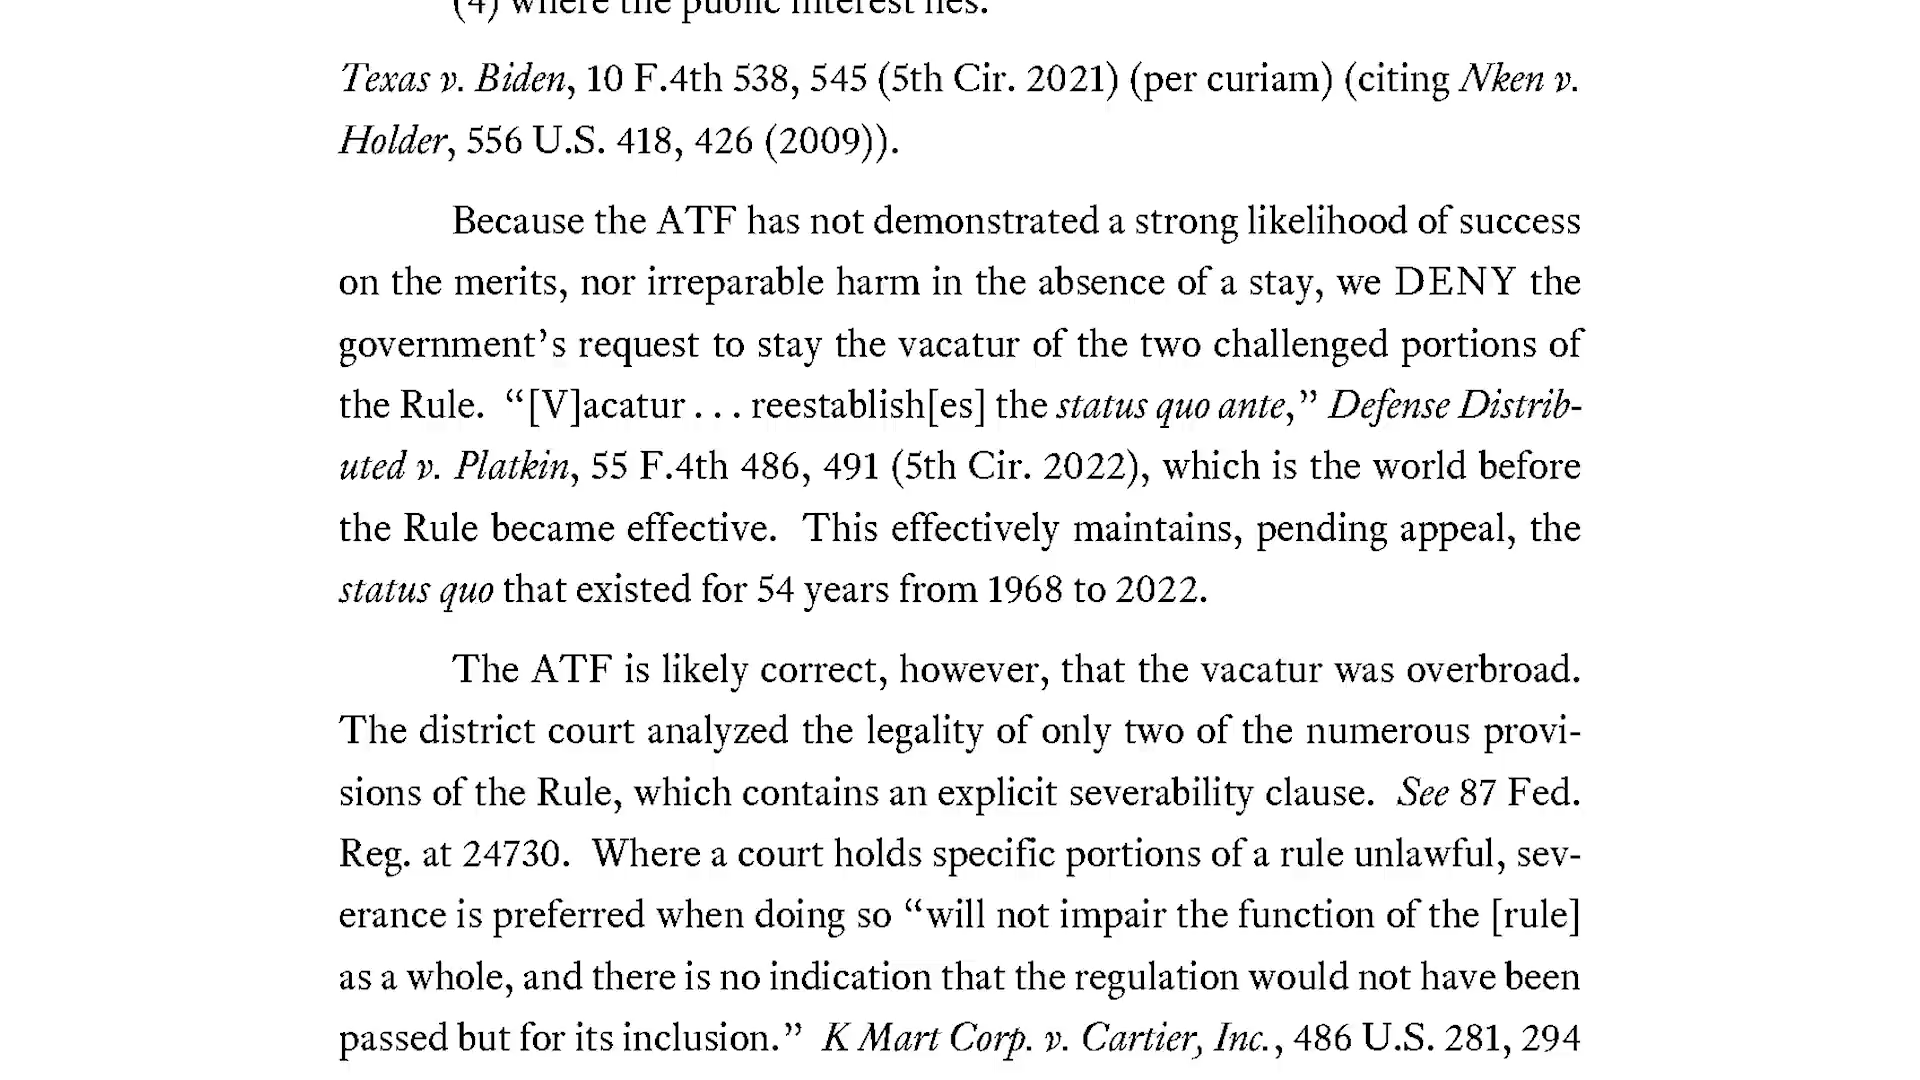 (4) where the public interest lies.
Texas v. Biden, 10 F.4th 538, 545 (5th Cir. 2021) (per curiam) (citing Nken v.
Holder, 556 U.S. 418, 426 (2009)).
Because the ATF has not demonstrated a strong likelihood of success
on the merits, nor irreparable harm in the absence of a stay, we DENY the
government’s request to stay the vacatur of the two challenged portions of
the Rule. “[V]acatur . . . reestablish[es] the status quo ante,” Defense Distrib-
uted v. Platkin, 55 F.4th 486, 491 (5th Cir. 2022), which is the world before
the Rule became effective. This effectively maintains, pending appeal, the
status quo that existed for 54 years from 1968 to 2022.
The ATF is likely correct, however, that the vacatur was overbroad.
The district court analyzed the legality of only two of the numerous provi-
sions of the Rule, which contains an explicit severability clause. See 87 Fed.
Reg. at 24730. Where a court holds specific portions of a rule unlawful, sev-
erance is preferred when doing so “will not impair the function of the [rule]
as a whole, and there is no indication that the regulation would not have been
passed but for its inclusion.” K Mart Corp. v. Cartier, Inc., 486 U.S. 281, 294